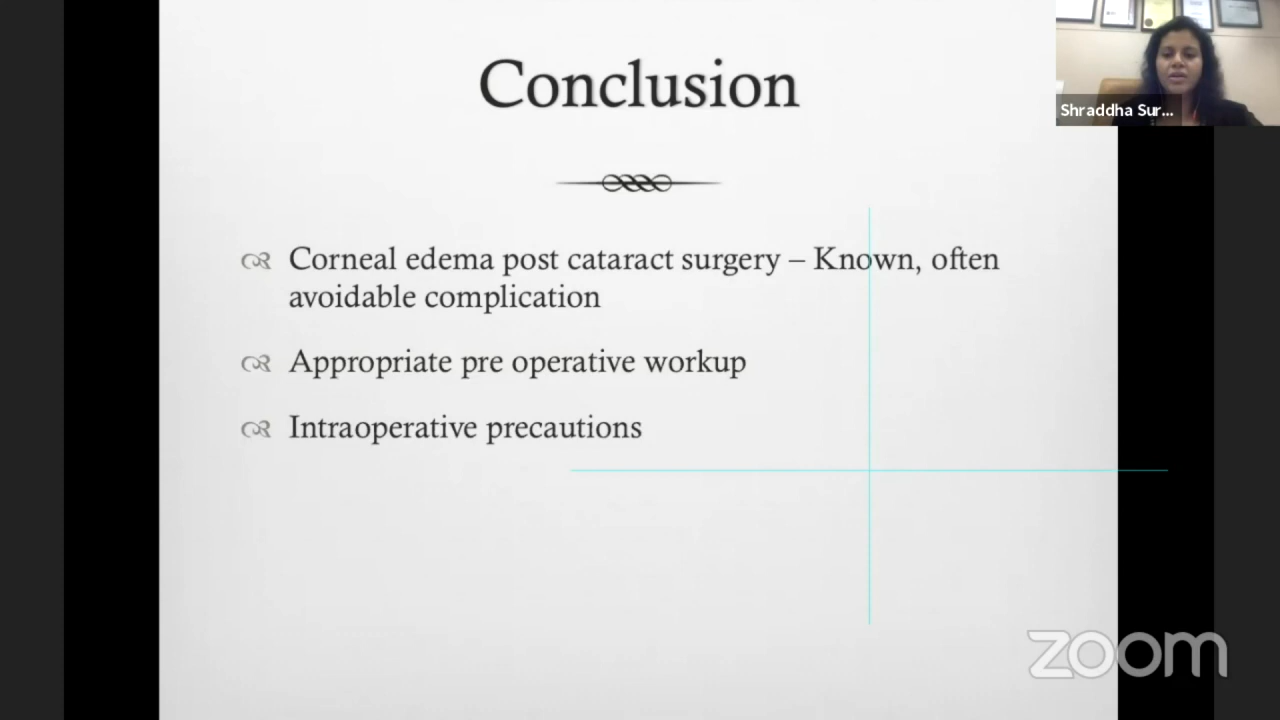 Conclusion
Shraddha Sur...
Corneal edema post cataract surgery – Known, often
avoidable complication
Appropriate pre operative workup
Intraoperative precautions
zoom